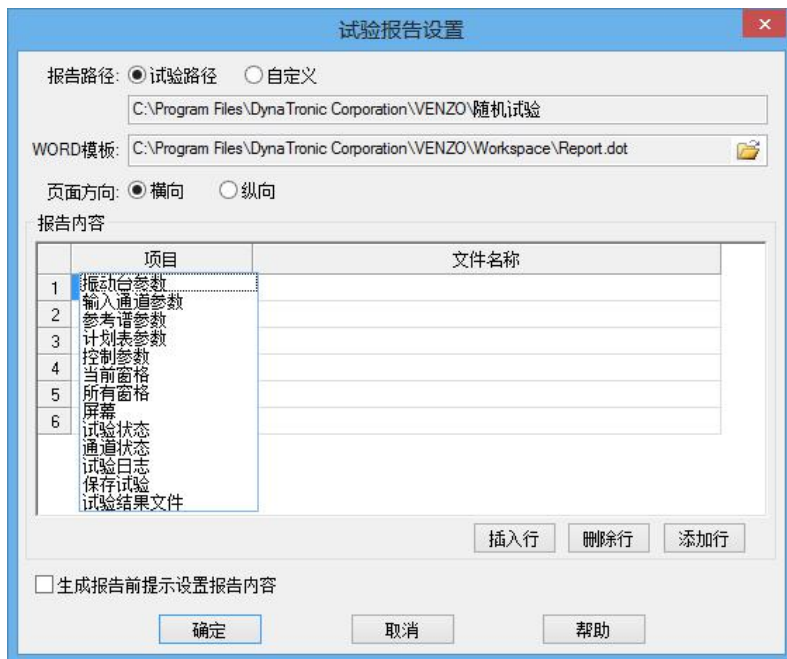 试验报告设置
报告路径: 试验路径 自定义
C:\Program Files\DynaTronic Corporation\VENZO\随机试验
WORD模板: C:\Program Files\DynaTronic Corporation\VENZO\Workspace\Report.dot
页面方向: 横向 纵向
报告内容
项目 文件名称
1 振动台参数
输入通道参数
2 参考谱参数
3 计划表参数
控制参数
4 当前窗格
5 所有窗格
屏幕
6 试验状态
通道状态
试验日志
保存试验
试验结果文件
插入行 删除行 添加行
生成报告前提示设置报告内容
确定 取消 帮助